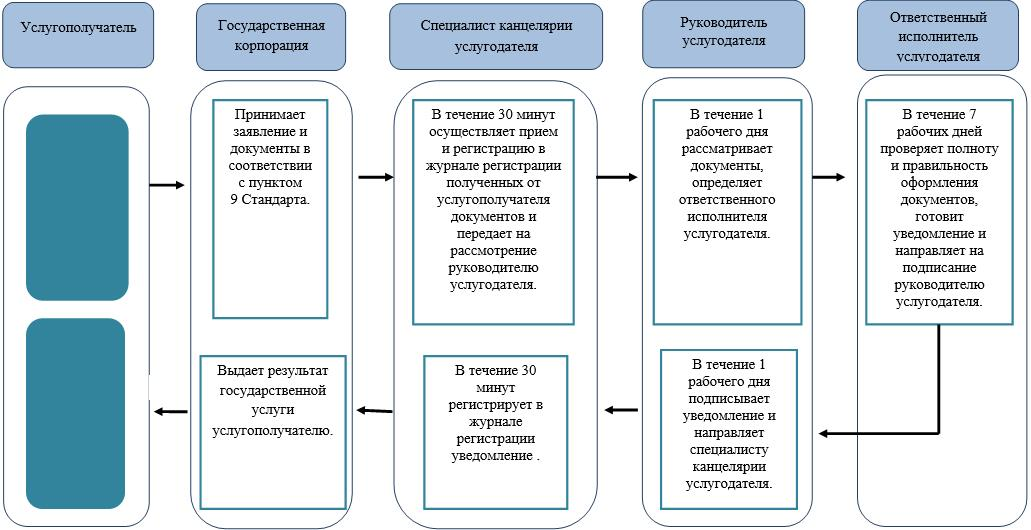 Услугополучатель
Государственная
корпорация
Специалист канцелярии
услугодателя
Руководитель
услугодателя
Ответственный
исполнитель
услугодателя
Принимает
заявление и
документы в
соответствии
с пунктом
9 Стандарта.
В течение 30 минут
осуществляет прием
и регистрацию в
журнале регистрации
полученных от
услугополучателя
документов и
передает на
рассмотрение
руководителю
услугодателя.
В течение 1
рабочего дня
рассматривает
документы,
определяет
ответственного
исполнителя
услугодателя.
В течение 7
рабочих дней
проверяет полноту
и правильность
оформления
документов,
готовит
уведомление и
направляет на
подписание
руководителю
услугодателя.
Выдает результат
государственной
услуги
услугополучателю.
В течение 30
минут
регистрирует в
журнале
регистрации
уведомление .
В течение 1
рабочего дня
подписывает
уведомление и
направляет
специалисту
канцелярии
услугодателя.